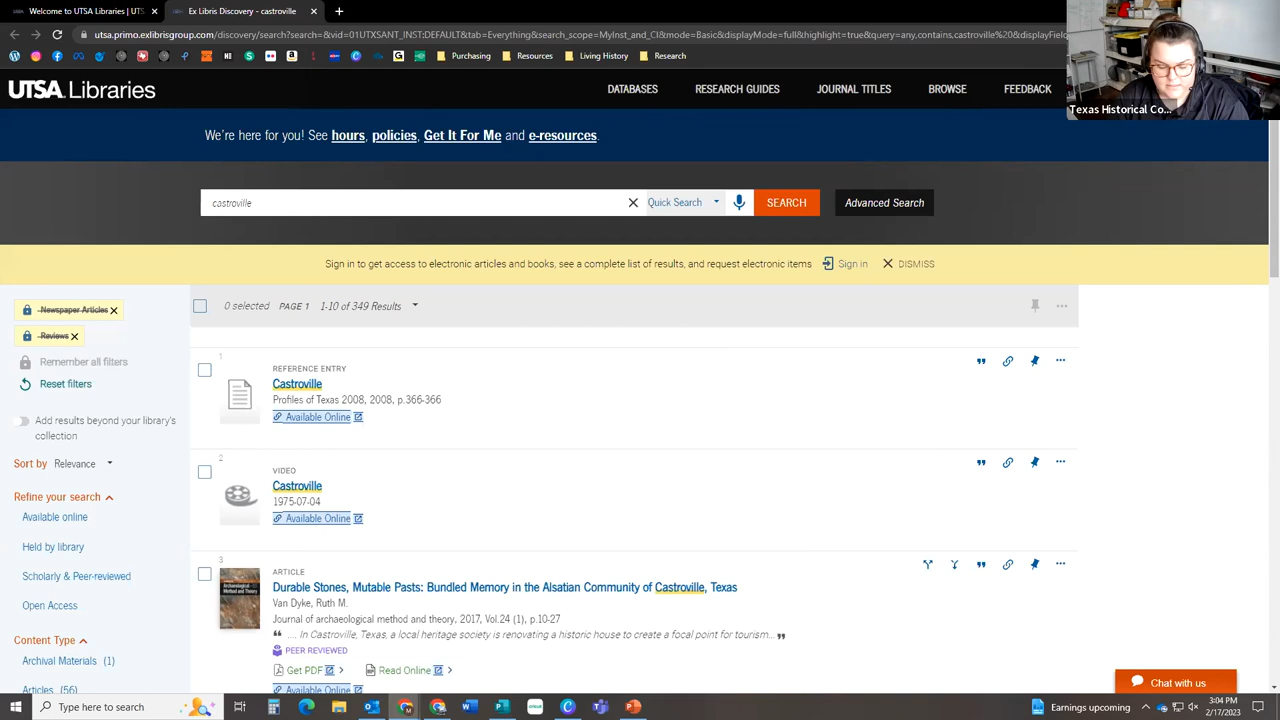 Welcome to UTSA Libraries | UTS
Ex Libris Discovery - castroville
utsa.primo.exlibrisgroup.com/discovery/search?search=&vid=01UTXSANT_INST:DEFAULT&tab=Everything&search_scope=MyInst_and_CI&mode=Basic&displayMode=full&highlight=true&query=any,contains,castroville%20&displayFiel
Purchasing
Resources
Living History
Research
UTSA Libraries
DATABASES
RESEARCH GUIDES
JOURNAL TITLES
BROWSE
FEEDBACK
Texas Historical Co...
We're here for you! See hours, policies, Get It For Me and e-resources.
castroville
Quick Search
SEARCH
Advanced Search
Sign in to get access to electronic articles and books, see a complete list of results, and request electronic items
Sign in
DISMISS
Newspaper Articles
Reviews
Remember all filters
Reset filters
Add results beyond your library's
collection
Sort by Relevance
Refine your search
Available online
Held by library
Scholarly & Peer-reviewed
Open Access
Content Type
Archival Materials (1)
Articles (56)
0 selected PAGE 1 1-10 of 349 Results
1
REFERENCE ENTRY
Castroville
Profiles of Texas 2008, 2008, p.366-366
Available Online
2
VIDEO
Castroville
1975-07-04
Available Online
3
ARTICLE
Durable Stones, Mutable Pasts: Bundled Memory in the Alsatian Community of Castroville, Texas
Van Dyke, Ruth M.
Journal of archaeological method and theory, 2017, Vol.24 (1), p.10-27
.... In Castroville, Texas, a local heritage society is renovating a historic house to create a focal point for tourism...
PEER REVIEWED
Get PDF
Read Online
Available Online
Chat with us
Type here to search
Earnings upcoming
3:04 PM
2/17/2023